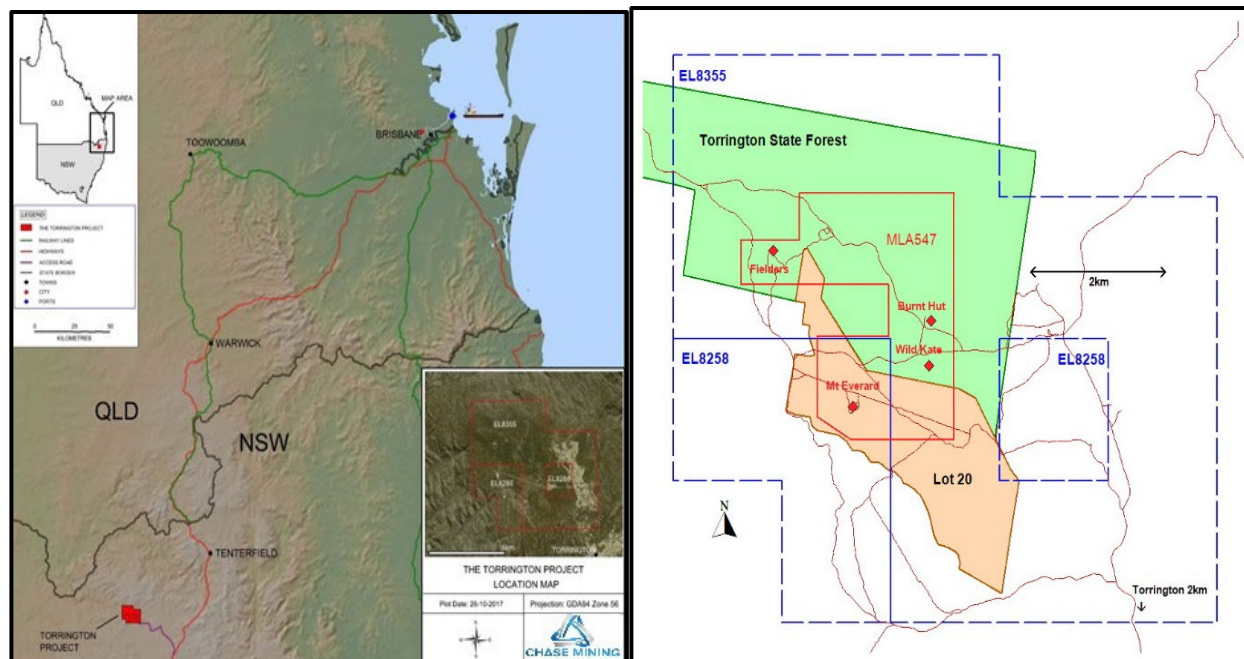 QLD
MAP AREA
NSW
LEGEND
THE TORRINGTON PROJECT
RAILWAY LINES
HIGHWAYS
ACCESS ROAD
STATE BORDER
TOWNS
CITY
PORTS
0 25 50
KILOMETRES
BRISBANE
TOOWOOMBA
WARWICK
QLD
NSW
TENTERFIELD
TORRINGTON
PROJECT
EL8355
EL8258
TORRINGTON
THE TORRINGTON PROJECT
LOCATION MAP
Plot Date: 26-10-2017
Projection: GDA94 Zone 56
CHASE MINING
EL8355
Torrington State Forest
MLA547
Fielders
2km
Burnt Hut
EL8258
Wild Kate
EL8258
Mt Everard
Lot 20
N
Torrington 2km